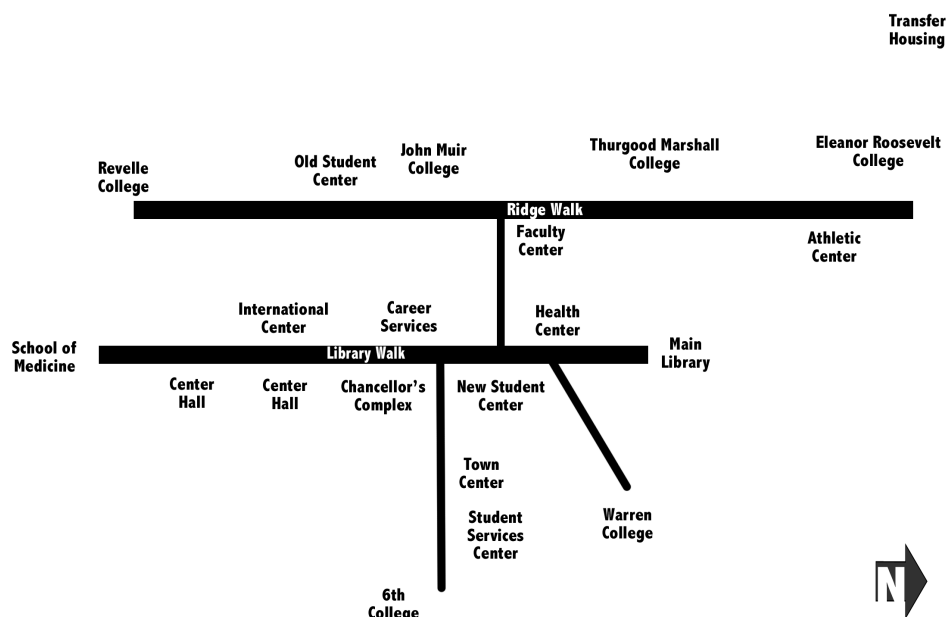 Transfer
Housing
Thurgood Marshall
College
Eleanor Roosevelt
College
John Muir
College
Old Student
Center
Revelle
College
Ridge Walk
Faculty
Center
Athletic
Center
International
Center
Career
Services
Health
Center
School of
Medicine
Library Walk
Main
Library
Center
Hall
Center
Hall
Chancellor's
Complex
New Student
Center
Town
Center
Student
Services
Center
Warren
College
6th
College
N